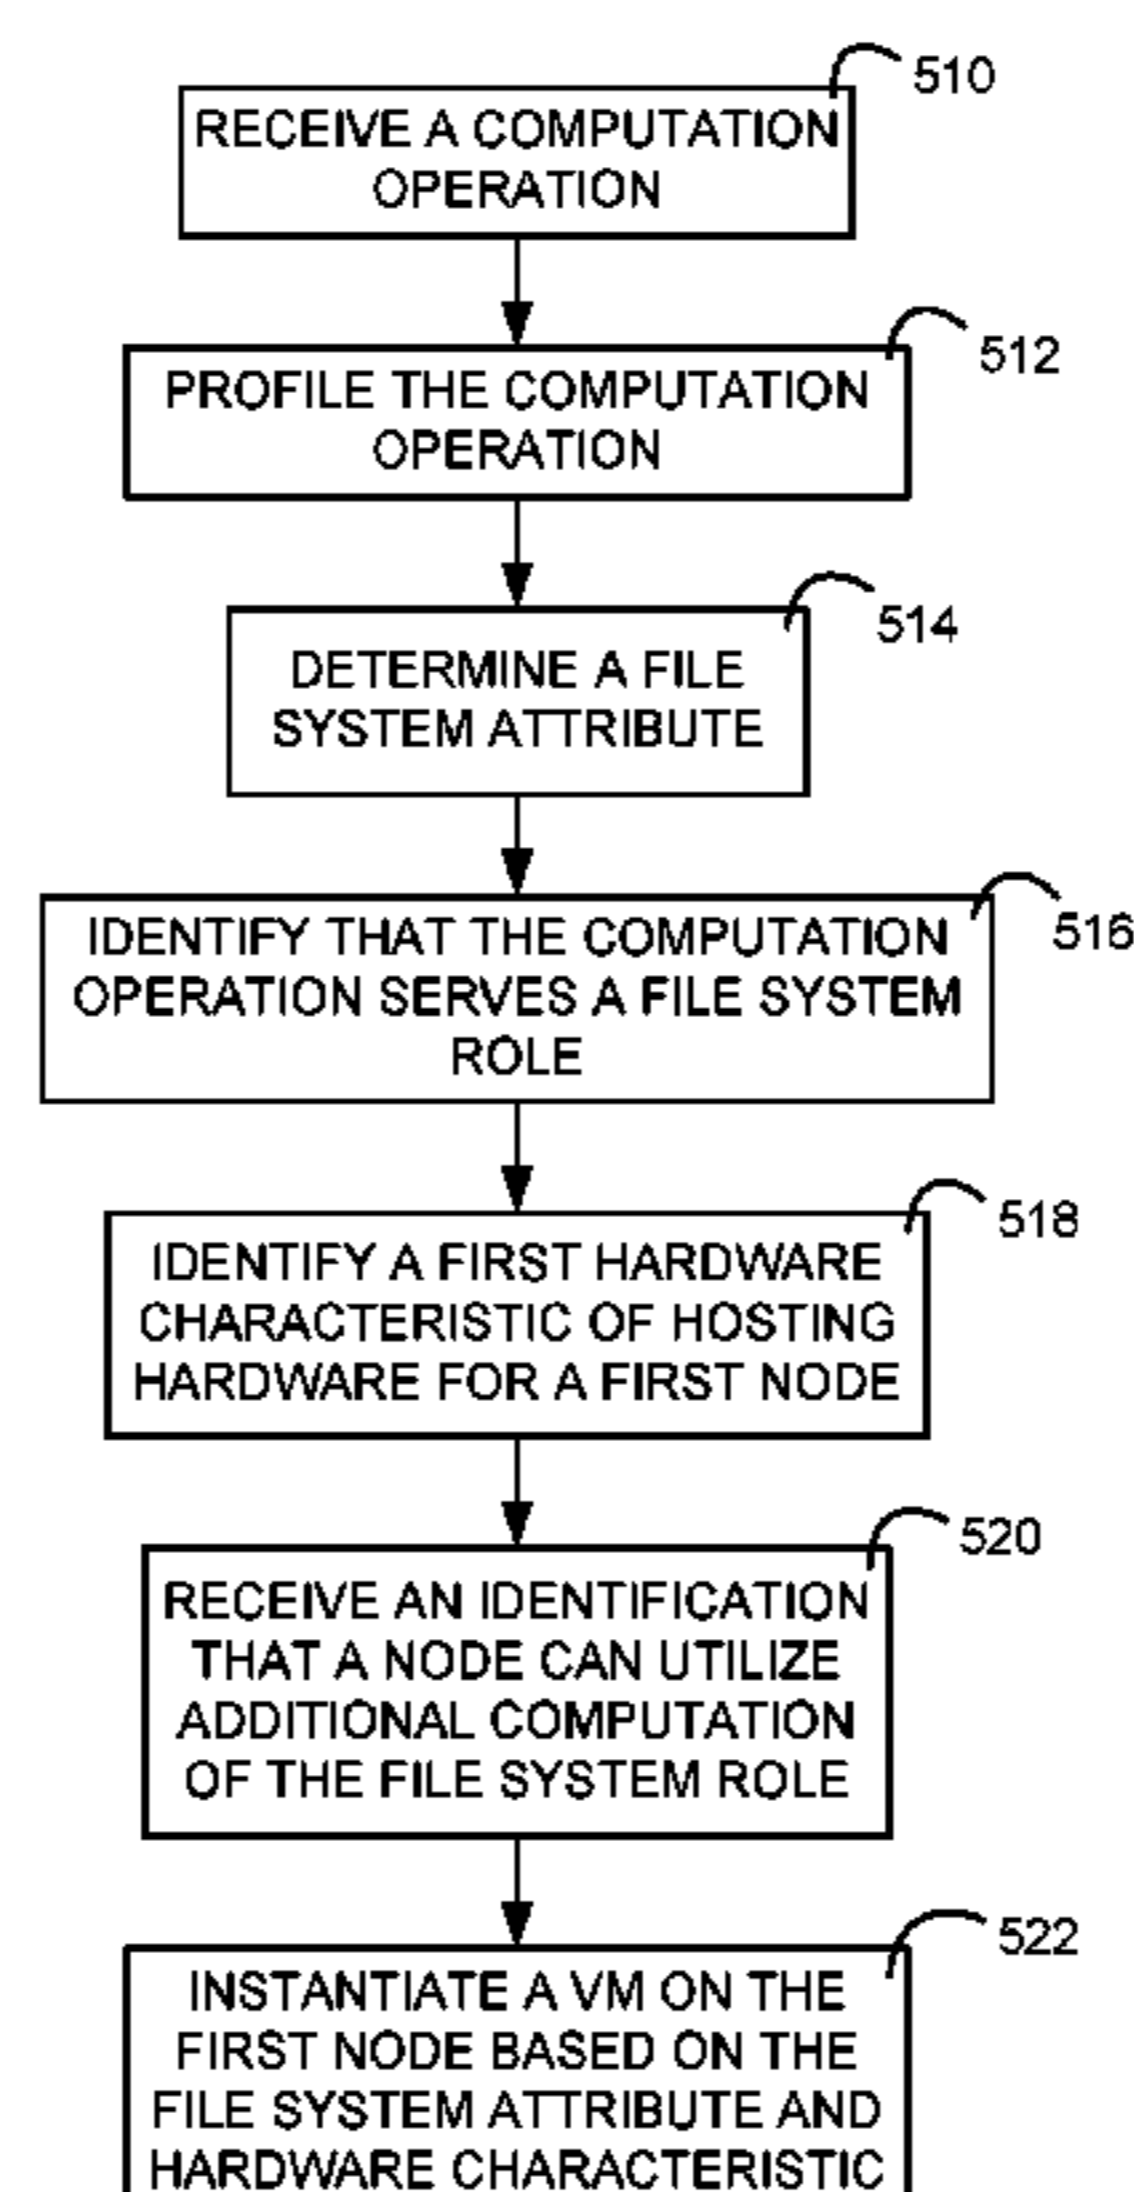 510
RECEIVE A COMPUTATION
OPERATION
512
PROFILE THE COMPUTATION
OPERATION
514
DETERMINE A FILE
SYSTEM ATTRIBUTE
516
IDENTIFY THAT THE COMPUTATION
OPERATION SERVES A FILE SYSTEM
ROLE
518
IDENTIFY A FIRST HARDWARE
CHARACTERISTIC OF HOSTING
HARDWARE FOR A FIRST NODE
520
RECEIVE AN IDENTIFICATION
THAT A NODE CAN UTILIZE
ADDITIONAL COMPUTATION
OF THE FILE SYSTEM ROLE
522
INSTANTIATE A VM ON THE
FIRST NODE BASED ON THE
FILE SYSTEM ATTRIBUTE AND
HARDWARE CHARACTERISTIC